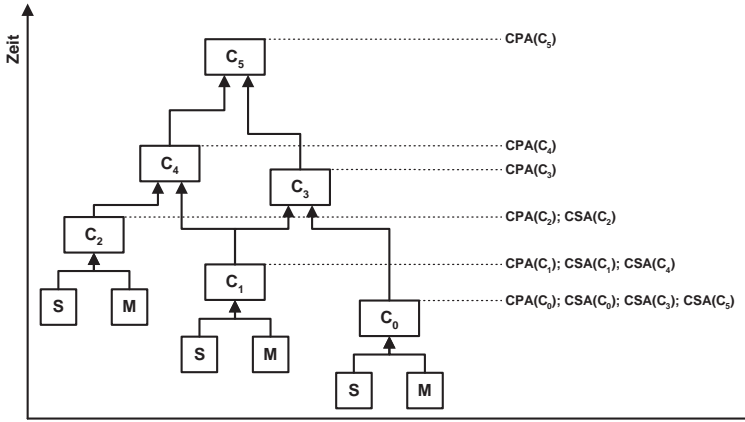 Zeit
C₅
CPA(C₅)
C₄
CPA(C₄)
C₃
CPA(C₃)
C₂
CPA(C₂); CSA(C₂)
C₁
CPA(C₁); CSA(C₁); CSA(C₄)
S
M
C₀
CPA(C₀); CSA(C₀); CSA(C₃); CSA(C₅)
S
M
S
M